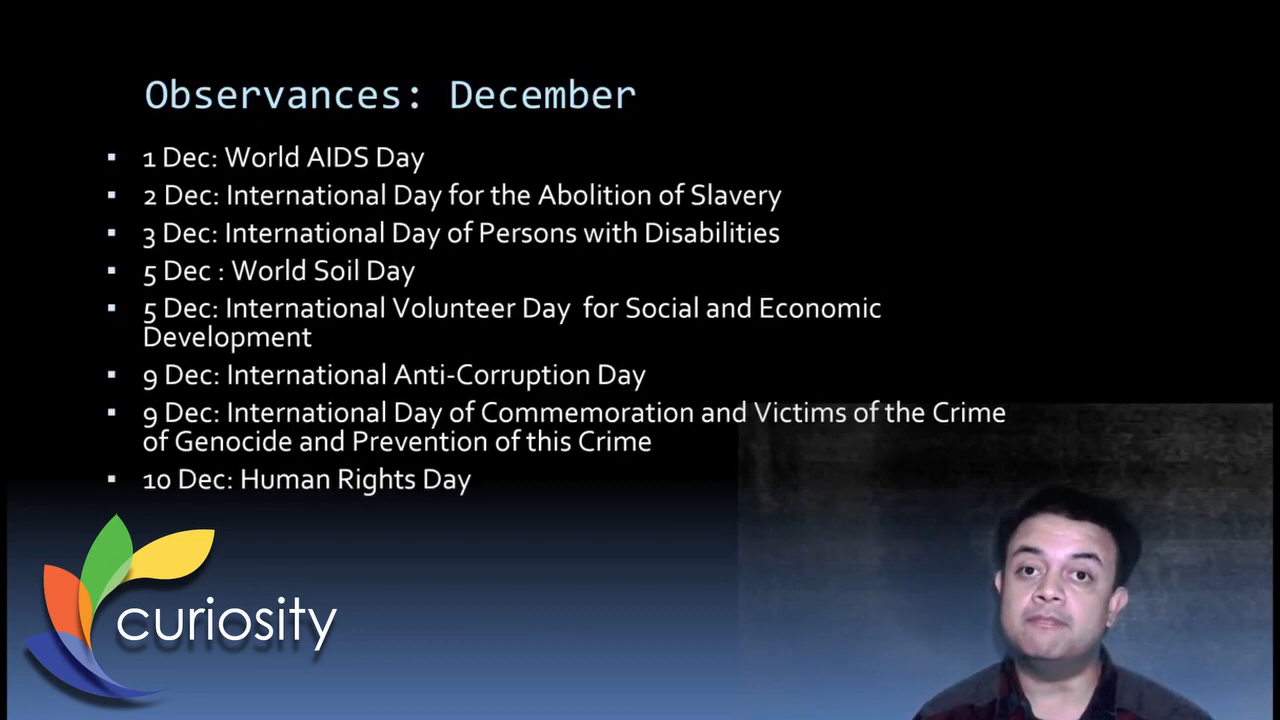 Observances: December
▪ 1 Dec: World AIDS Day
▪ 2 Dec: International Day for the Abolition of Slavery
▪ 3 Dec: International Day of Persons with Disabilities
▪ 5 Dec : World Soil Day
▪ 5 Dec: International Volunteer Day  for Social and Economic
Development
▪ 9 Dec: International Anti-Corruption Day
▪ 9 Dec: International Day of Commemoration and Victims of the Crime
of Genocide and Prevention of this Crime
▪ 10 Dec: Human Rights Day
curiosity